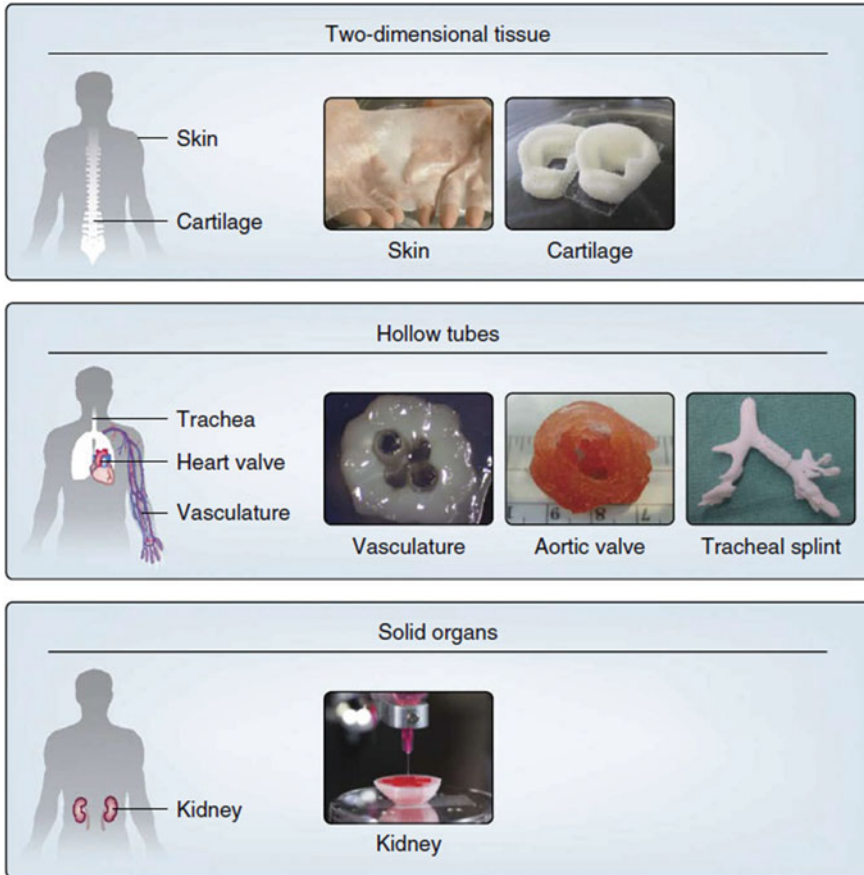 Two-dimensional tissue
Skin
Cartilage
Skin
Cartilage
Hollow tubes
Trachea
Heart valve
Vasculature
Vasculature
Aortic valve
Tracheal splint
Solid organs
Kidney
Kidney